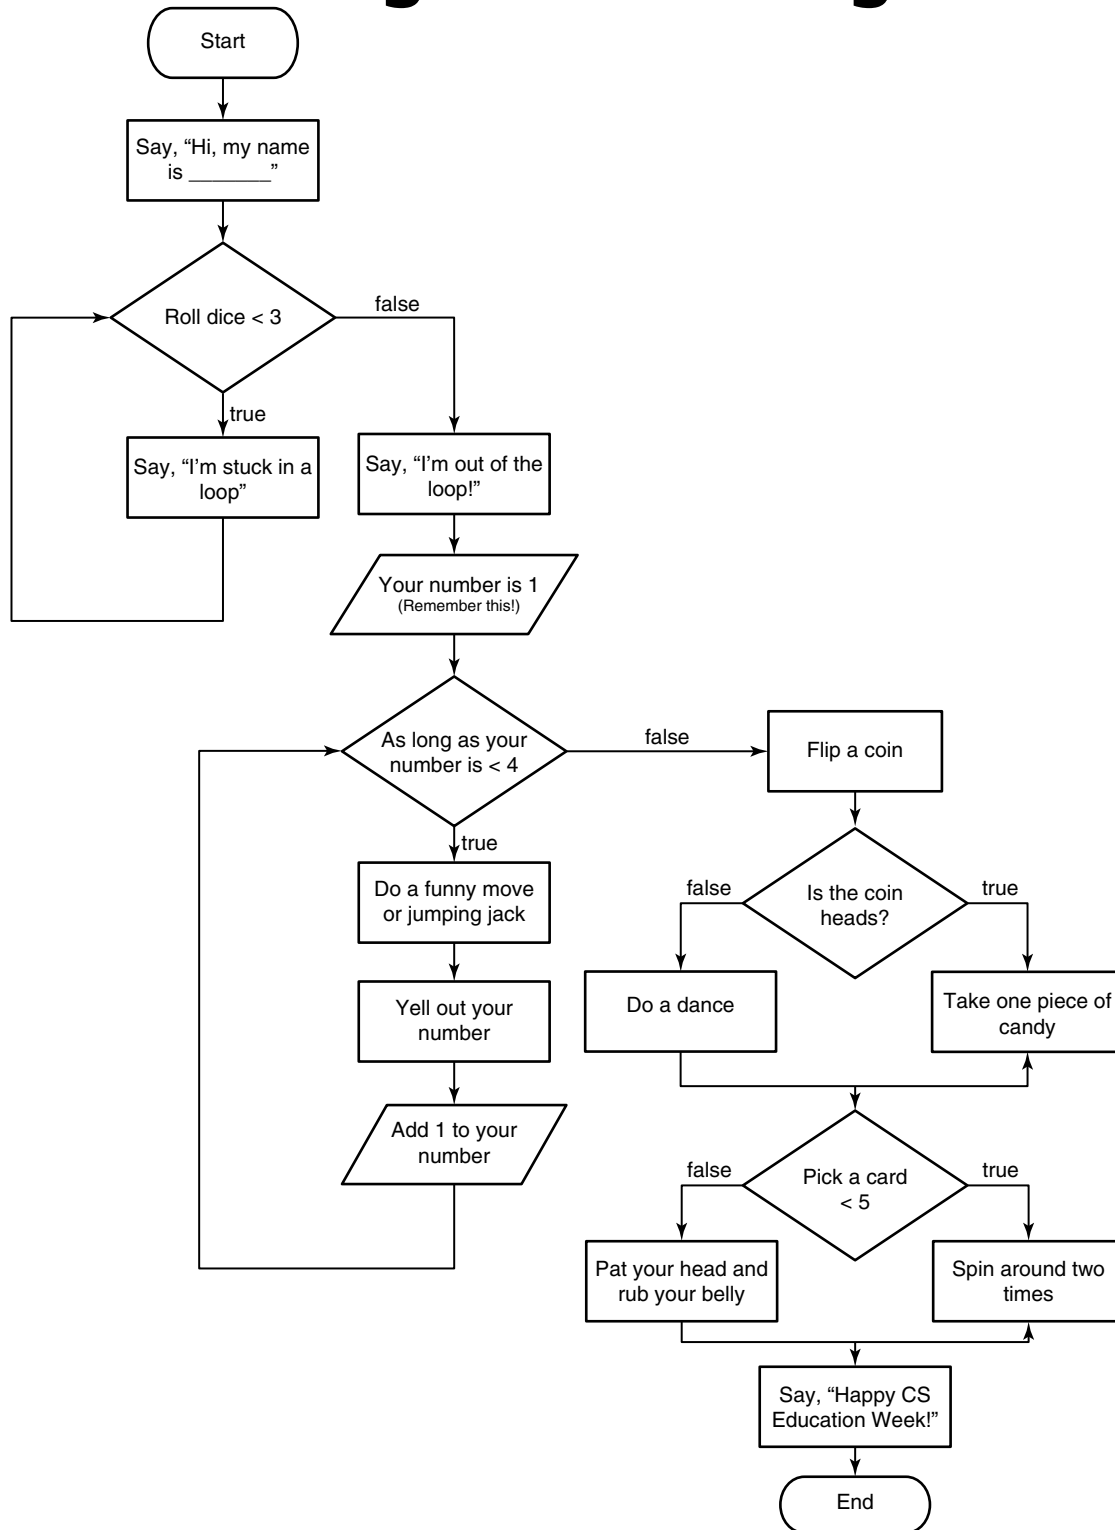 Start
Say, “Hi, my name
is _______”
Roll dice < 3
false
true
Say, “I’m stuck in a
loop”
Say, “I’m out of the
loop!”
Your number is 1
(Remember this!)
As long as your
number is < 4
false
Flip a coin
true
Do a funny move
or jumping jack
Is the coin
heads?
false
true
Yell out your
number
Do a dance
Take one piece of
candy
Add 1 to your
number
Pick a card
< 5
false
true
Pat your head and
rub your belly
Spin around two
times
Say, “Happy CS
Education Week!”
End